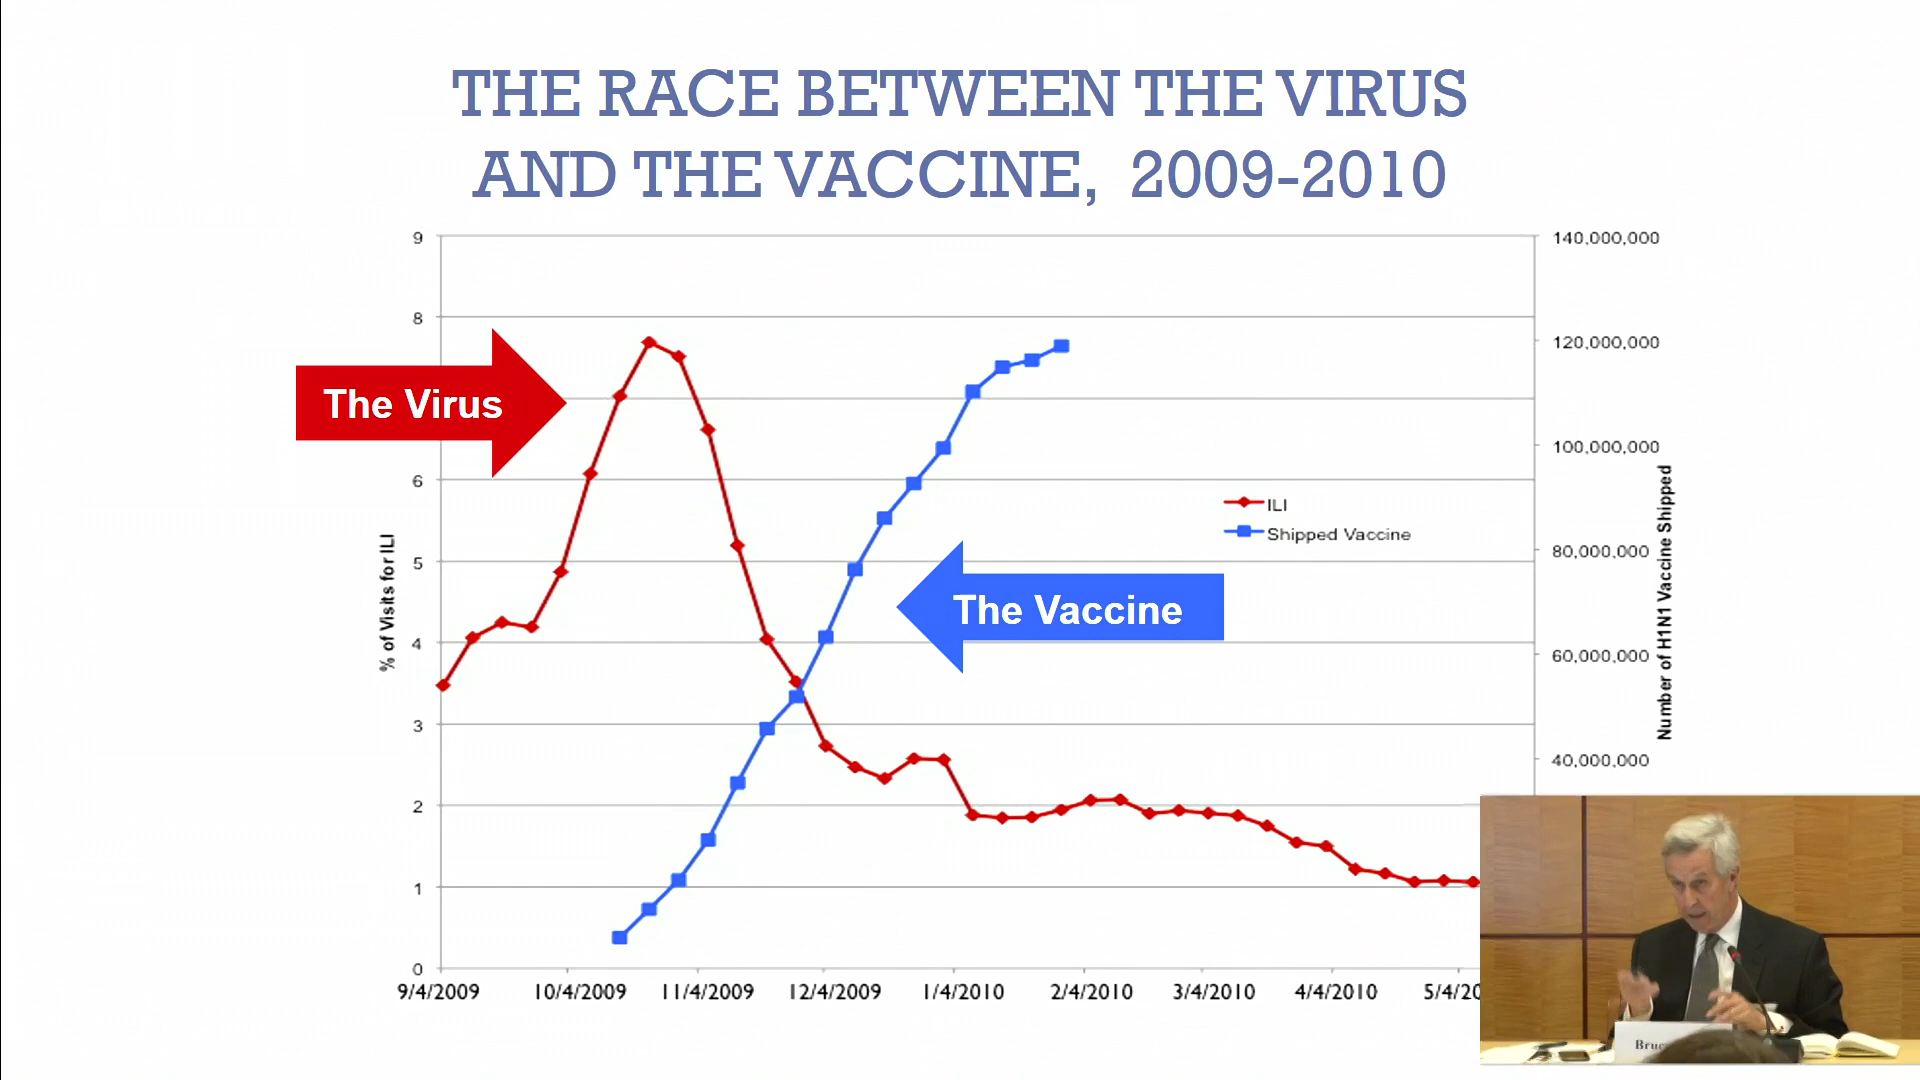 THE RACE BETWEEN THE VIRUS
AND THE VACCINE, 2009-2010
9
8
6
5
4
3
2
1
0
% of Visits for ILI
The Virus
The Vaccine
ILI
Shipped Vaccine
140,000,000
120,000,000
100,000,000
80,000,000
60,000,000
40,000,000
Number of H1N1 Vaccine Shipped
9/4/2009 10/4/2009 11/4/2009 12/4/2009 1/4/2010 2/4/2010 3/4/2010 4/4/2010 5/4/20